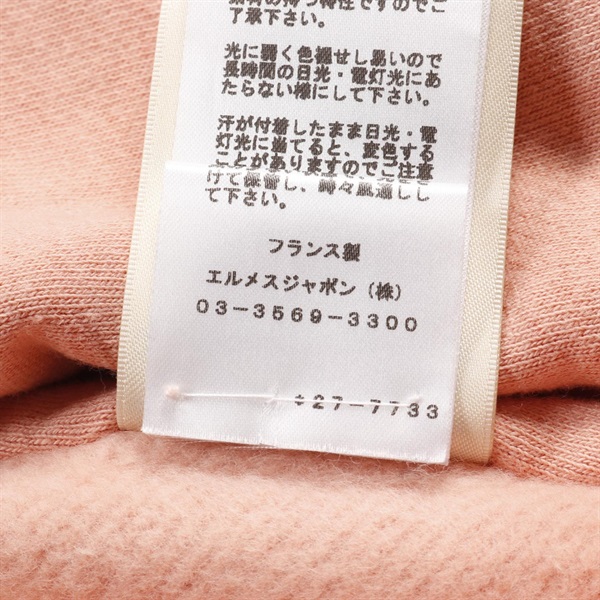 了承下さい。
光に弱く色褪せし易いので
長時間の日光・電灯光にあ
たらない様にして下さい。
汗が付着したまま日光・電
灯光に当てると、変色する
ことがありますのでご注意
て下さい。
フランス製
エルメスジャポン(株)
03-3569-3300
27-7733